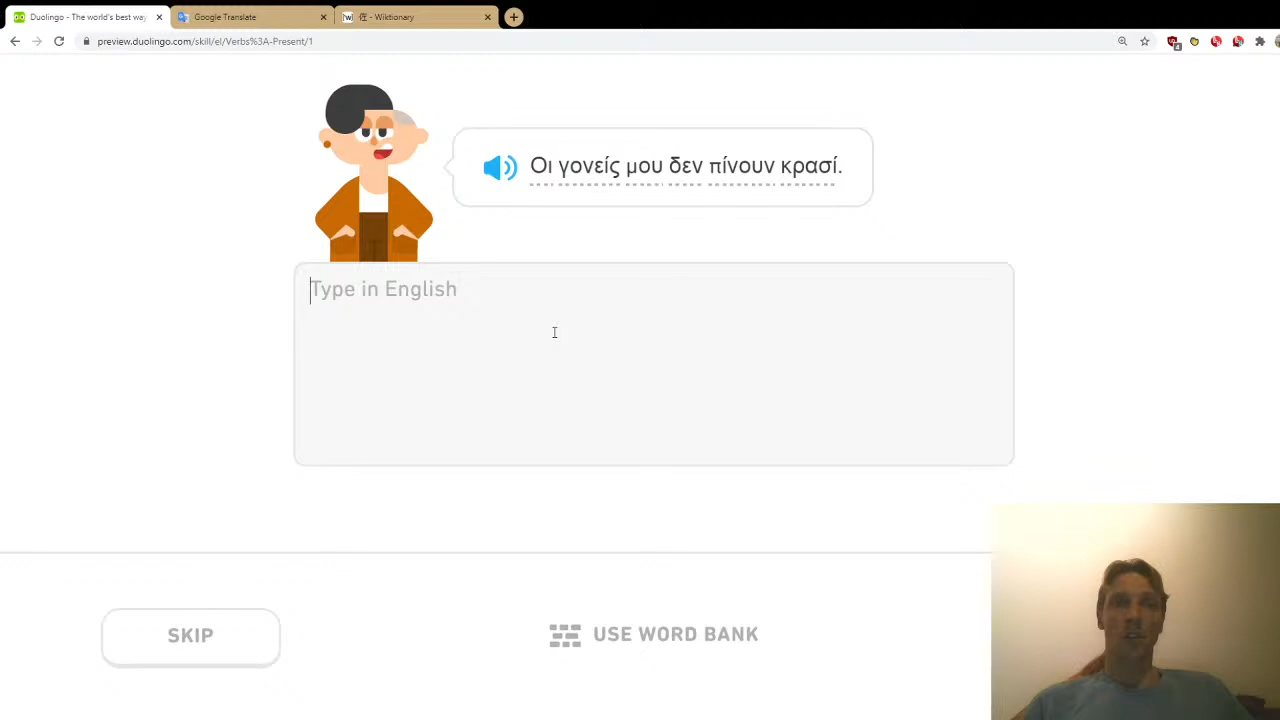 Duolingo - The world's best way
Google Translate
W
佐 - Wiktionary
preview.duolingo.com/skill/el/Verbs%3A-Present/1
Οι γονείς μου δεν πίνουν κρασί.
Type in English
SKIP
USE WORD BANK